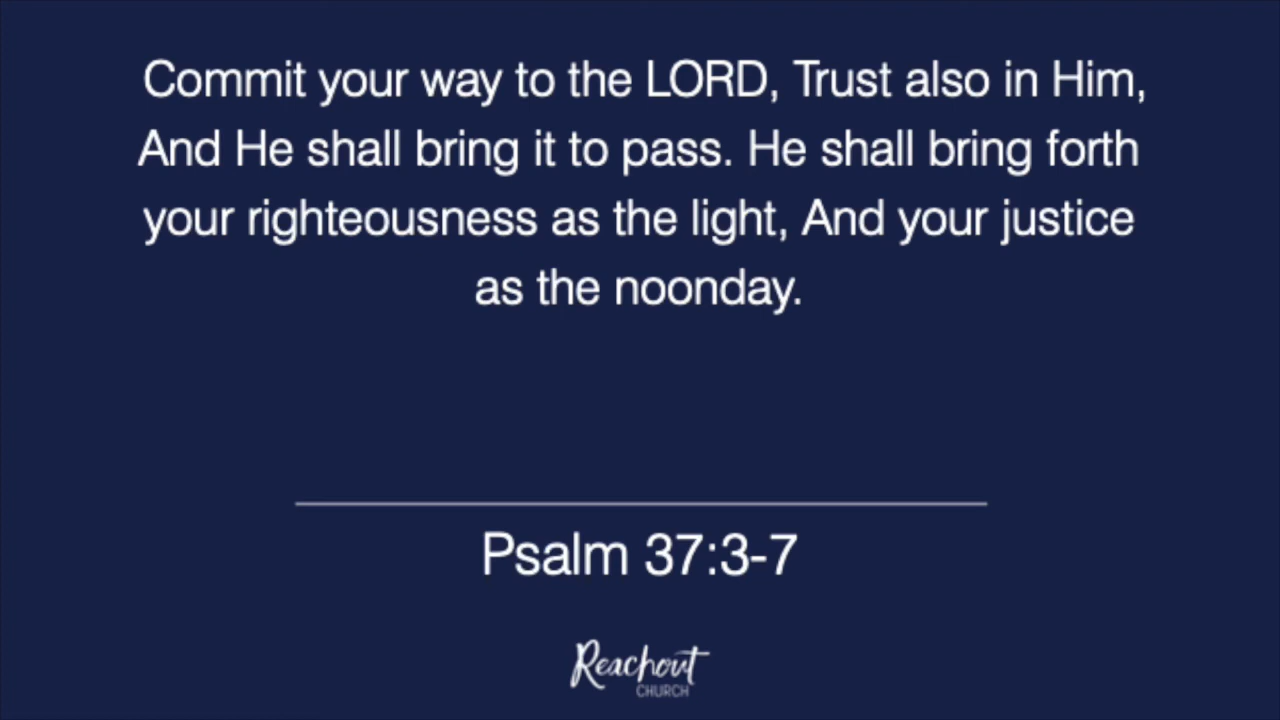 Commit your way to the LORD, Trust also in Him,
And He shall bring it to pass. He shall bring forth
your righteousness as the light, And your justice
as the noonday.
Psalm 37:3-7
Reachout
CHURCH